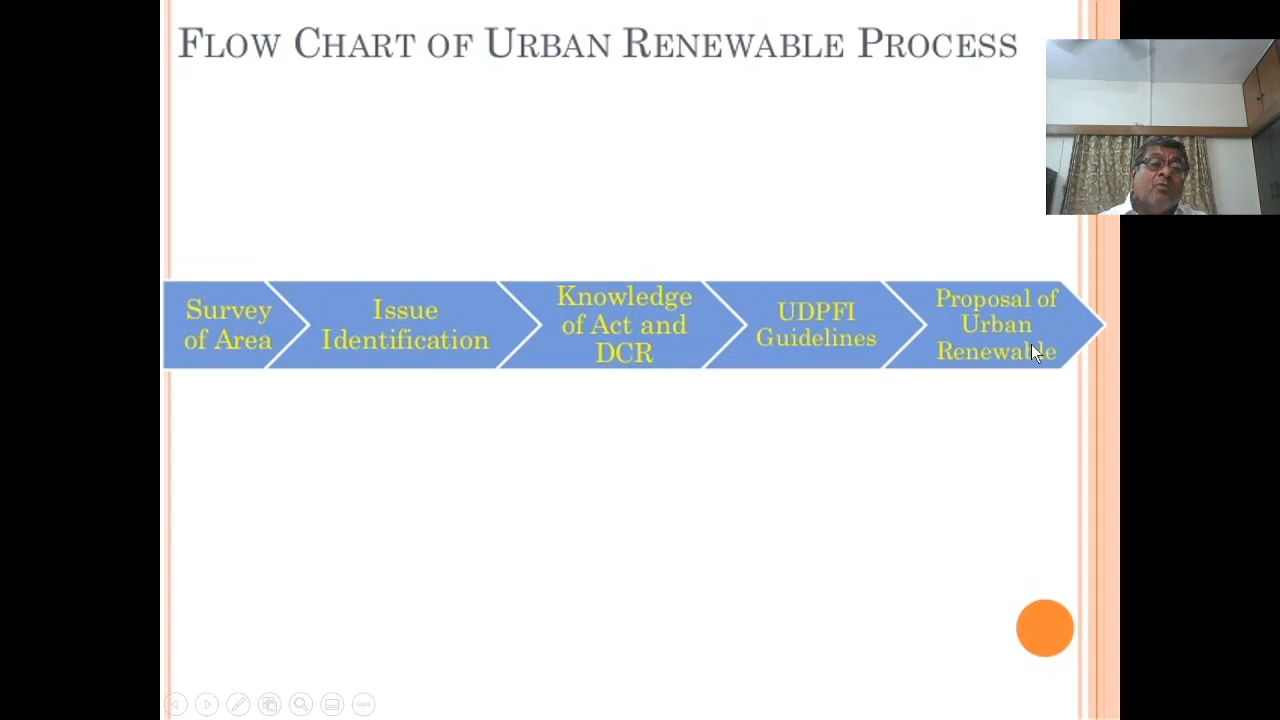 FLOW CHART OF URBAN RENEWABLE PROCESS
Survey
of Area
Issue
Identification
Knowledge
of Act and
DCR
UDPFI
Guidelines
Proposal of
Urban
Renewable